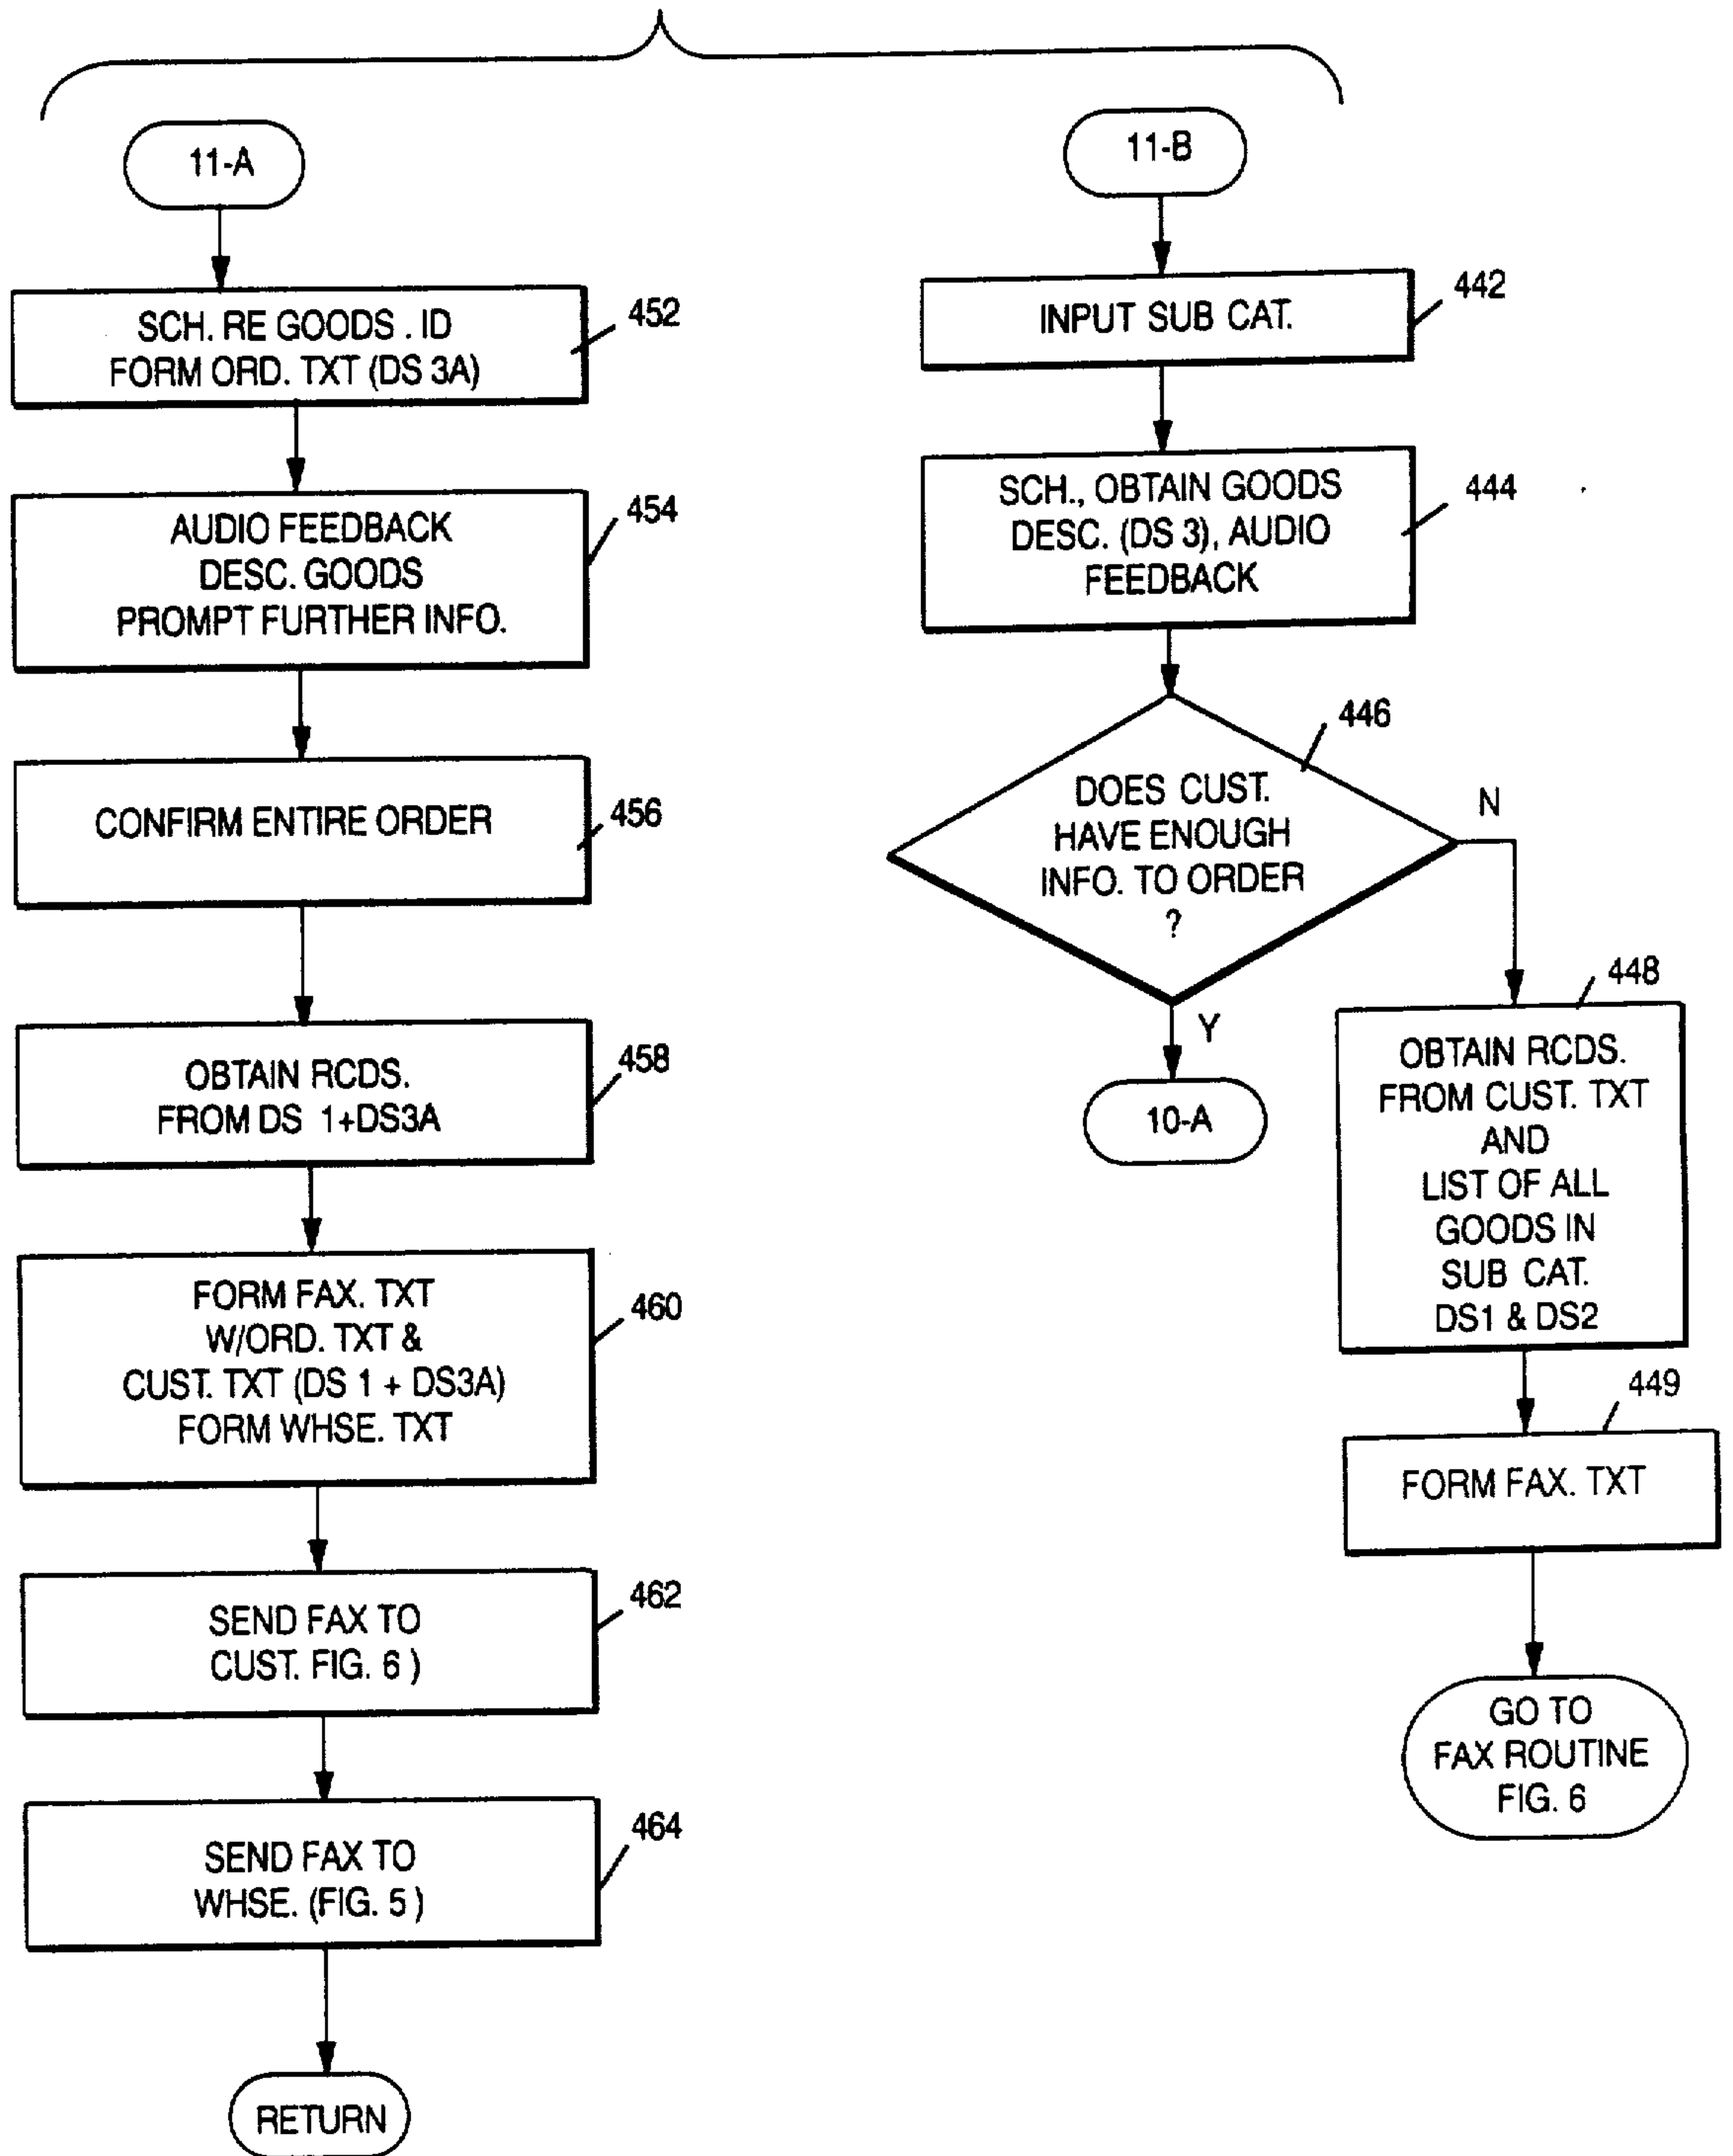 11-A
SCH. RE GOODS . ID
FORM ORD. TXT (DS 3A)
452
AUDIO FEEDBACK
DESC. GOODS
PROMPT FURTHER INFO.
454
CONFIRM ENTIRE ORDER
456
OBTAIN RCDS.
FROM DS 1+DS3A
458
FORM FAX. TXT
W/ORD. TXT &
CUST. TXT (DS 1 + DS3A)
FORM WHSE. TXT
460
SEND FAX TO
CUST. FIG. 6 )
462
SEND FAX TO
WHSE. (FIG. 5 )
464
RETURN
11-B
INPUT SUB CAT.
442
SCH., OBTAIN GOODS
DESC. (DS 3), AUDIO
FEEDBACK
444
DOES CUST.
HAVE ENOUGH
INFO. TO ORDER
?
446
N
Y
10-A
448
OBTAIN RCDS.
FROM CUST. TXT
AND
LIST OF ALL
GOODS IN
SUB CAT.
DS1 & DS2
449
FORM FAX. TXT
GO TO
FAX ROUTINE
FIG. 6